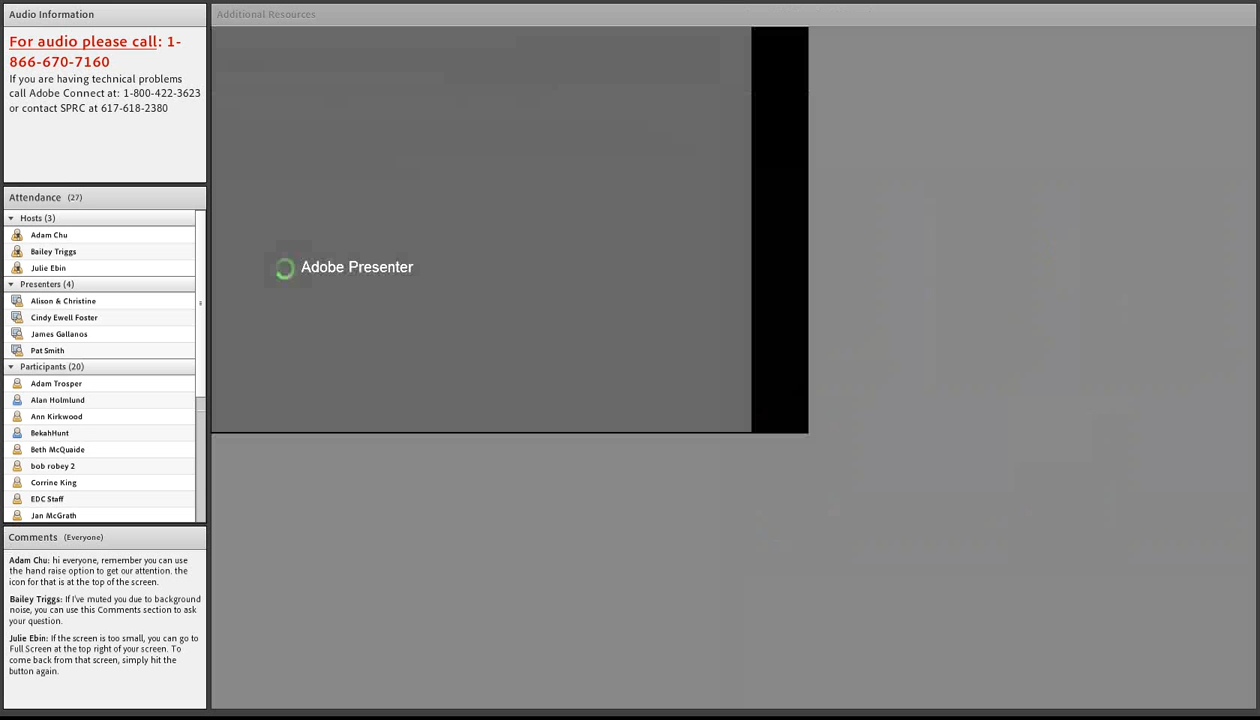 Audio Information
For audio please call: 1-
866-670-7160
If you are having technical problems
call Adobe Connect at: 1-800-422-3623
or contact SPRC at 617-618-2380
Attendance (27)
Hosts (3)
Adam Chu
Bailey Triggs
Julie Ebin
Presenters (4)
Alison & Christine
Cindy Ewell Foster
James Gallanos
Pat Smith
Participants (20)
Adam Trosper
Alan Holmlund
Ann Kirkwood
BekahHunt
Beth McQuaide
bob robey 2
Corrine King
EDC Staff
Jan McGrath
Comments (Everyone)
Adam Chu: hi everyone, remember you can use
the hand raise option to get our attention. the
icon for that is at the top of the screen.
Bailey Triggs: If I've muted you due to background
noise, you can use this Comments section to ask
your question.
Julie Ebin: If the screen is too small, you can go to
Full Screen at the top right of your screen. To
come back from that screen, simply hit the
button again.
Additional Resources
Adobe Presenter